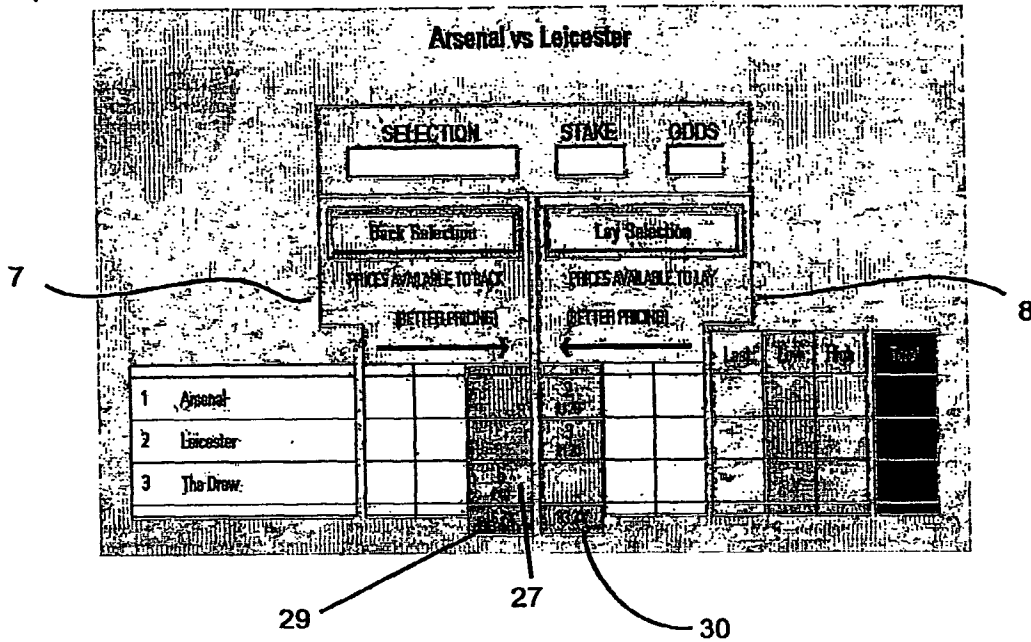 Arsenal vs Leicester
SELECTION STAKE ODDS
Back Selection Lay Selection
7 PRICES AVAILABLE TO BACK PRICES AVAILABLE TO LAY 8
(BETTER PRICING) (BETTER PRICING)
Last Low High
1 Arsenal
2 Leicester
3 The Draw
27
29 30